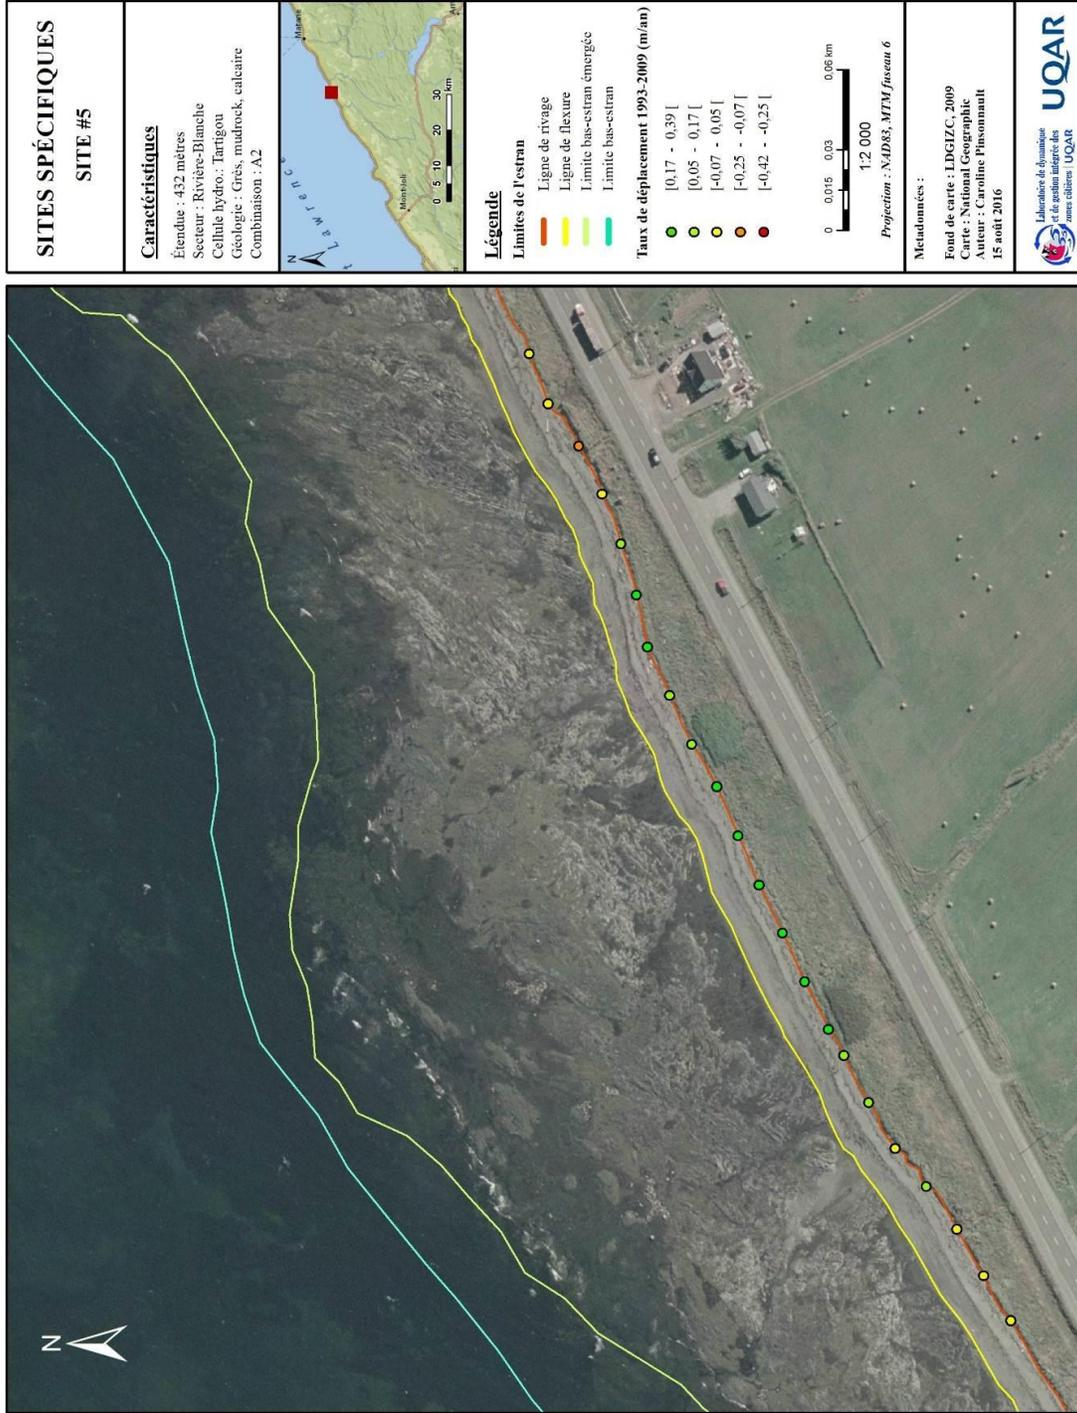 SITES SPÉCIFIQUES
SITE #5
Caractéristiques
Étendue : 432 mètres
Secteur : Rivière-Blanche
Cellule hydro.: Tartigou
Géologie : Grès, mudrock, calcaire
Combinaison : A2
N
Matane
Mont-Joli
t Lawrence
Am
0 5 10 20 30
km
Légende
Limites de l'estran
Ligne de rivage
Ligne de flexure
Limite bas-estran émergée
Limite bas-estran
Taux de déplacement 1993-2009 (m/an)
[0,17 - 0,39 [
[0,05 - 0,17 [
[-0,07 - 0,05 [
[-0,25 - -0,07 [
[-0,42 - -0,25 [
0 0,015 0,03 0,06 km
1:2 000
Projection : NAD83, MTM fuseau 6
Metadonnées :
Fond de carte : LDGIZC, 2009
Carte : National Geographic
Auteur : Caroline Pinsonnault
15 août 2016
Laboratoire de dynamique
et de gestion intégrée des
zones côtières | UQAR
UQAR
N